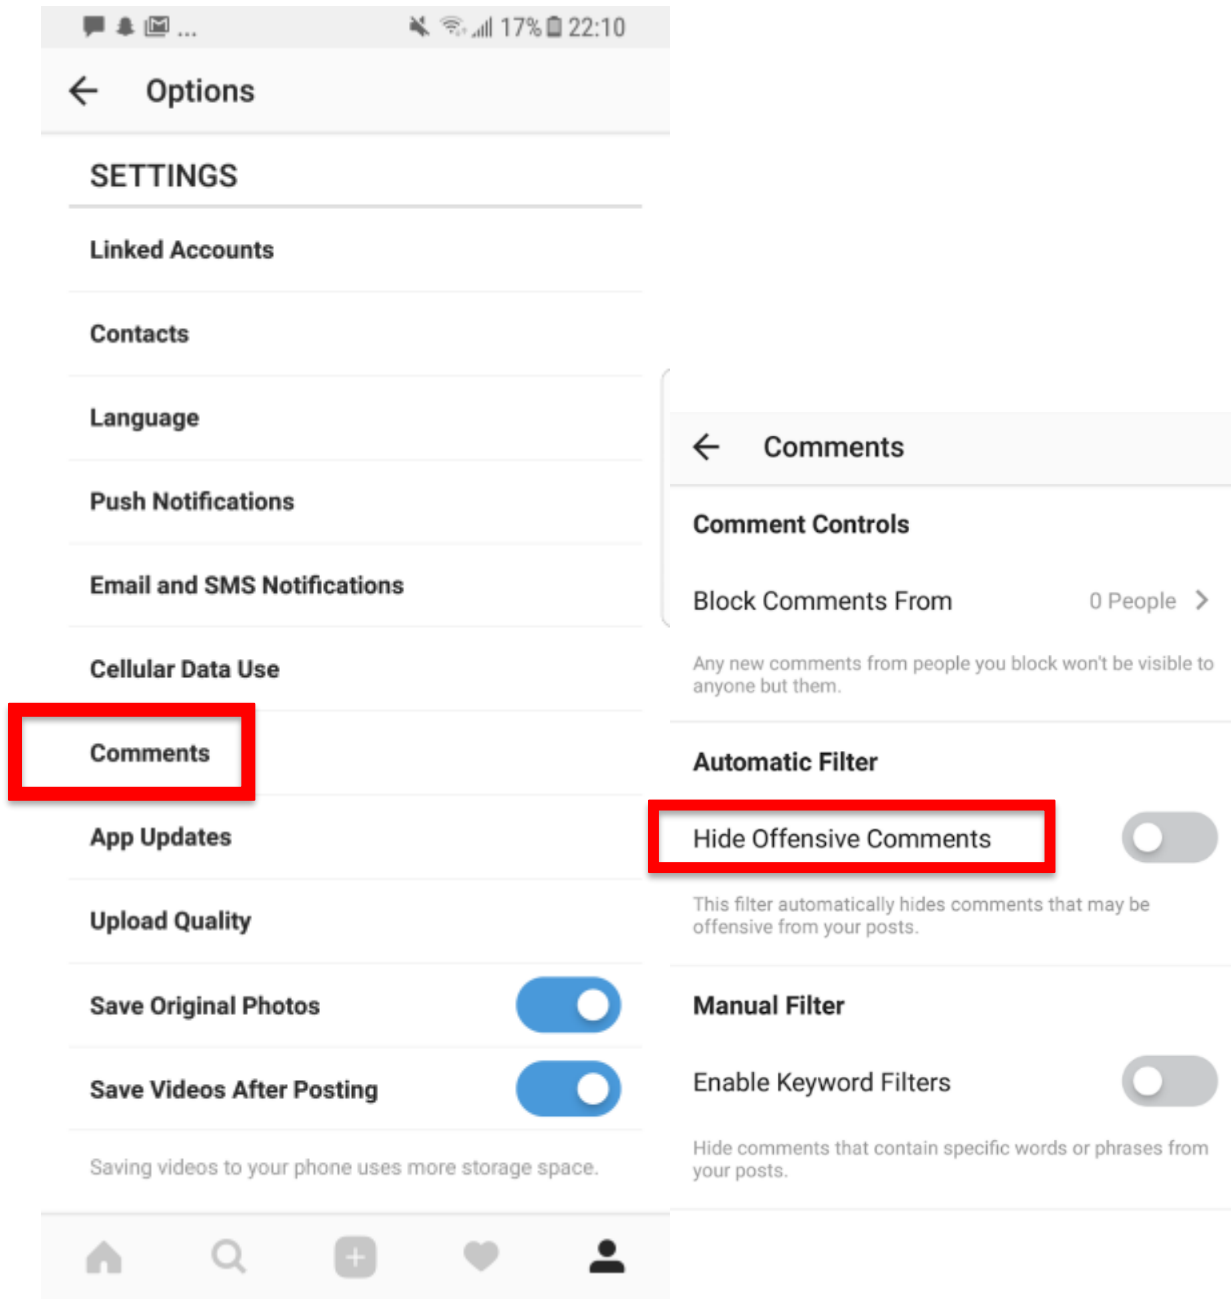 ... 17% 22:10
Options
SETTINGS
Linked Accounts
Contacts
Language
Push Notifications
Email and SMS Notifications
Cellular Data Use
Comments
App Updates
Upload Quality
Save Original Photos
Save Videos After Posting
Saving videos to your phone uses more storage space.
Comments
Comment Controls
Block Comments From 0 People
Any new comments from people you block won't be visible to
anyone but them.
Automatic Filter
Hide Offensive Comments
This filter automatically hides comments that may be
offensive from your posts.
Manual Filter
Enable Keyword Filters
Hide comments that contain specific words or phrases from
your posts.